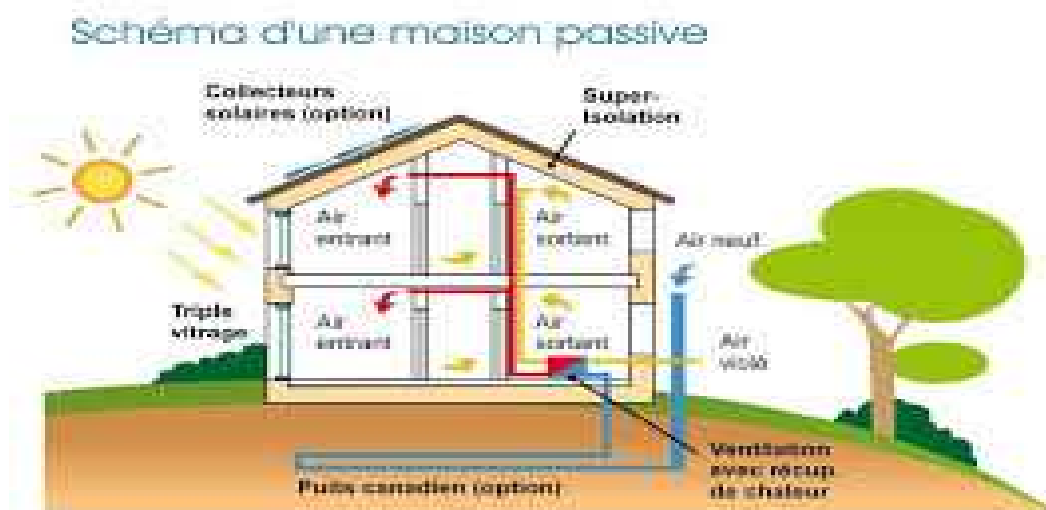 Schéma d'une maison passive
Collecteurs
solaires (option)
Super-
Isolation
Air
entrant
Air
sortant
Air neuf
Triple
vitrage
Air
entrant
Air
sortant
Air
vicié
Ventilation
avec récup
de chaleur
Puits canadien (option)